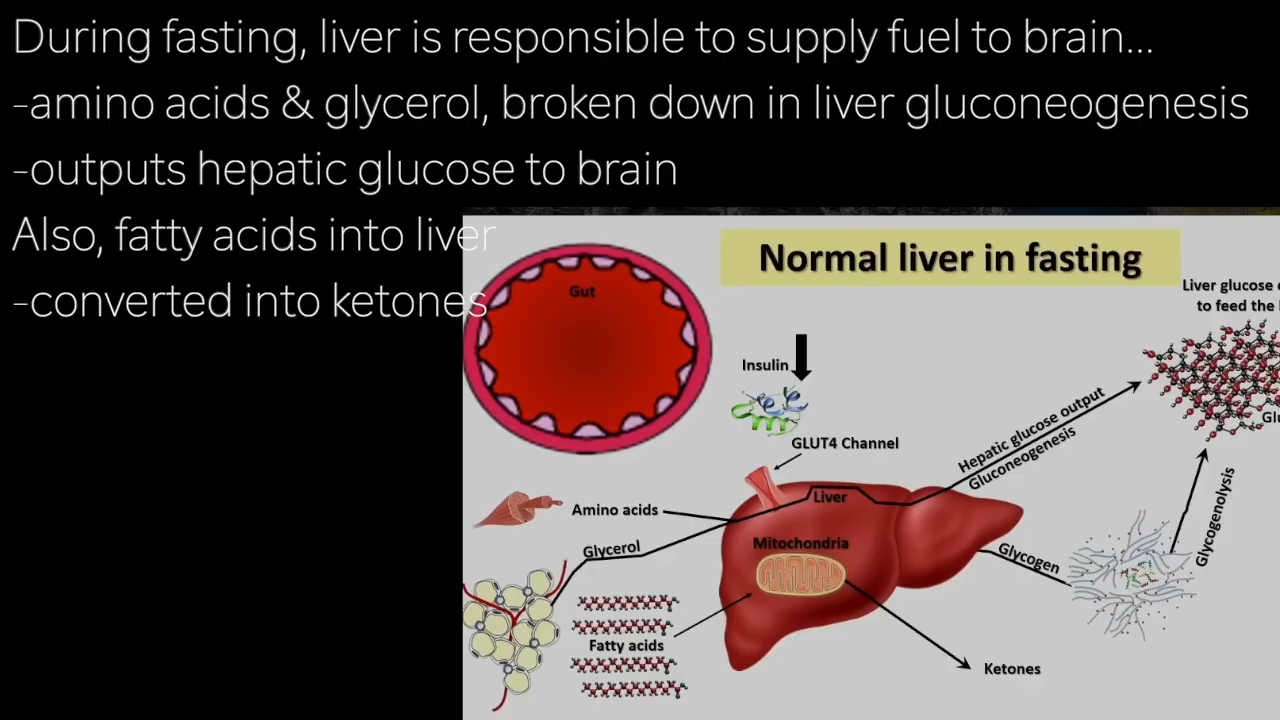 During fasting, liver is responsible to supply fuel to brain...
-amino acids & glycerol, broken down in liver gluconeogenesis
-outputs hepatic glucose to brain
Also, fatty acids into liver
-converted into ketones
Normal liver in fasting
Gut
Liver glucose
to feed the
Insulin
GLUT4 Channel
Hepatic glucose output
Gluconeogenesis
Liver
Amino acids
Glycerol
Mitochondria
Glycogen
Glycogenolysis
Fatty acids
Ketones